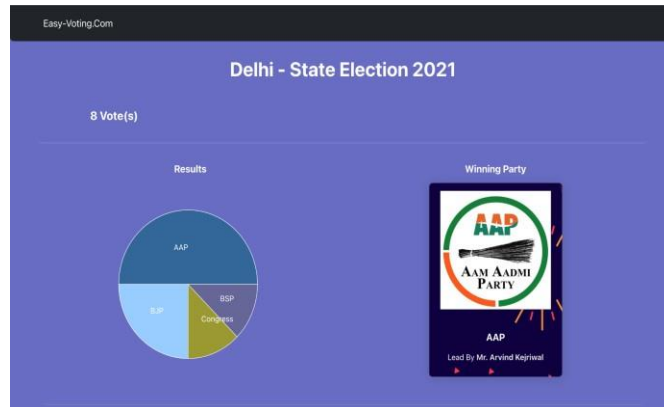 Easy-Voting.Com
Delhi - State Election 2021
8 Vote(s)
Results
Winning Party
AAP
BJP
BSP
Congress
AAP
AAM AADMI
PARTY
AAP
Lead By Mr. Arvind Kejriwal